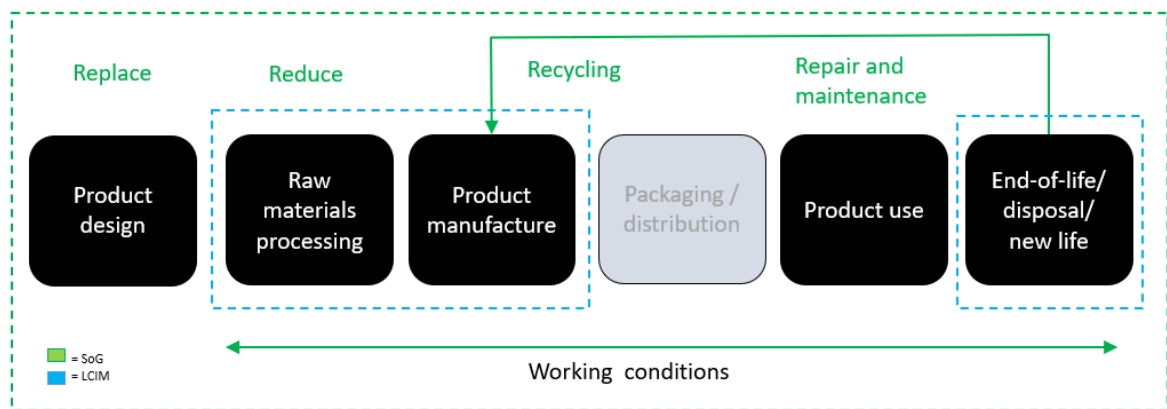 Replace
Reduce
Recycling
Repair and
maintenance
Product
design
Raw
materials
processing
Product
manufacture
Packaging /
distribution
Product use
End-of-life/
disposal/
new life
= SoG
= LCIM
Working conditions